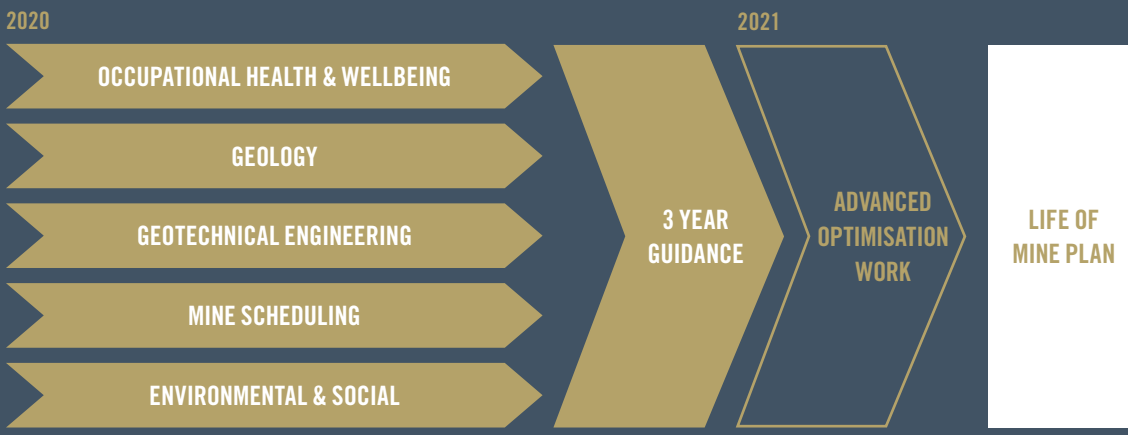 2020
OCCUPATIONAL HEALTH & WELLBEING
GEOLOGY
GEOTECHNICAL ENGINEERING
MINE SCHEDULING
ENVIRONMENTAL & SOCIAL
3 YEAR
GUIDANCE
2021
ADVANCED
OPTIMISATION
WORK
LIFE OF
MINE PLAN